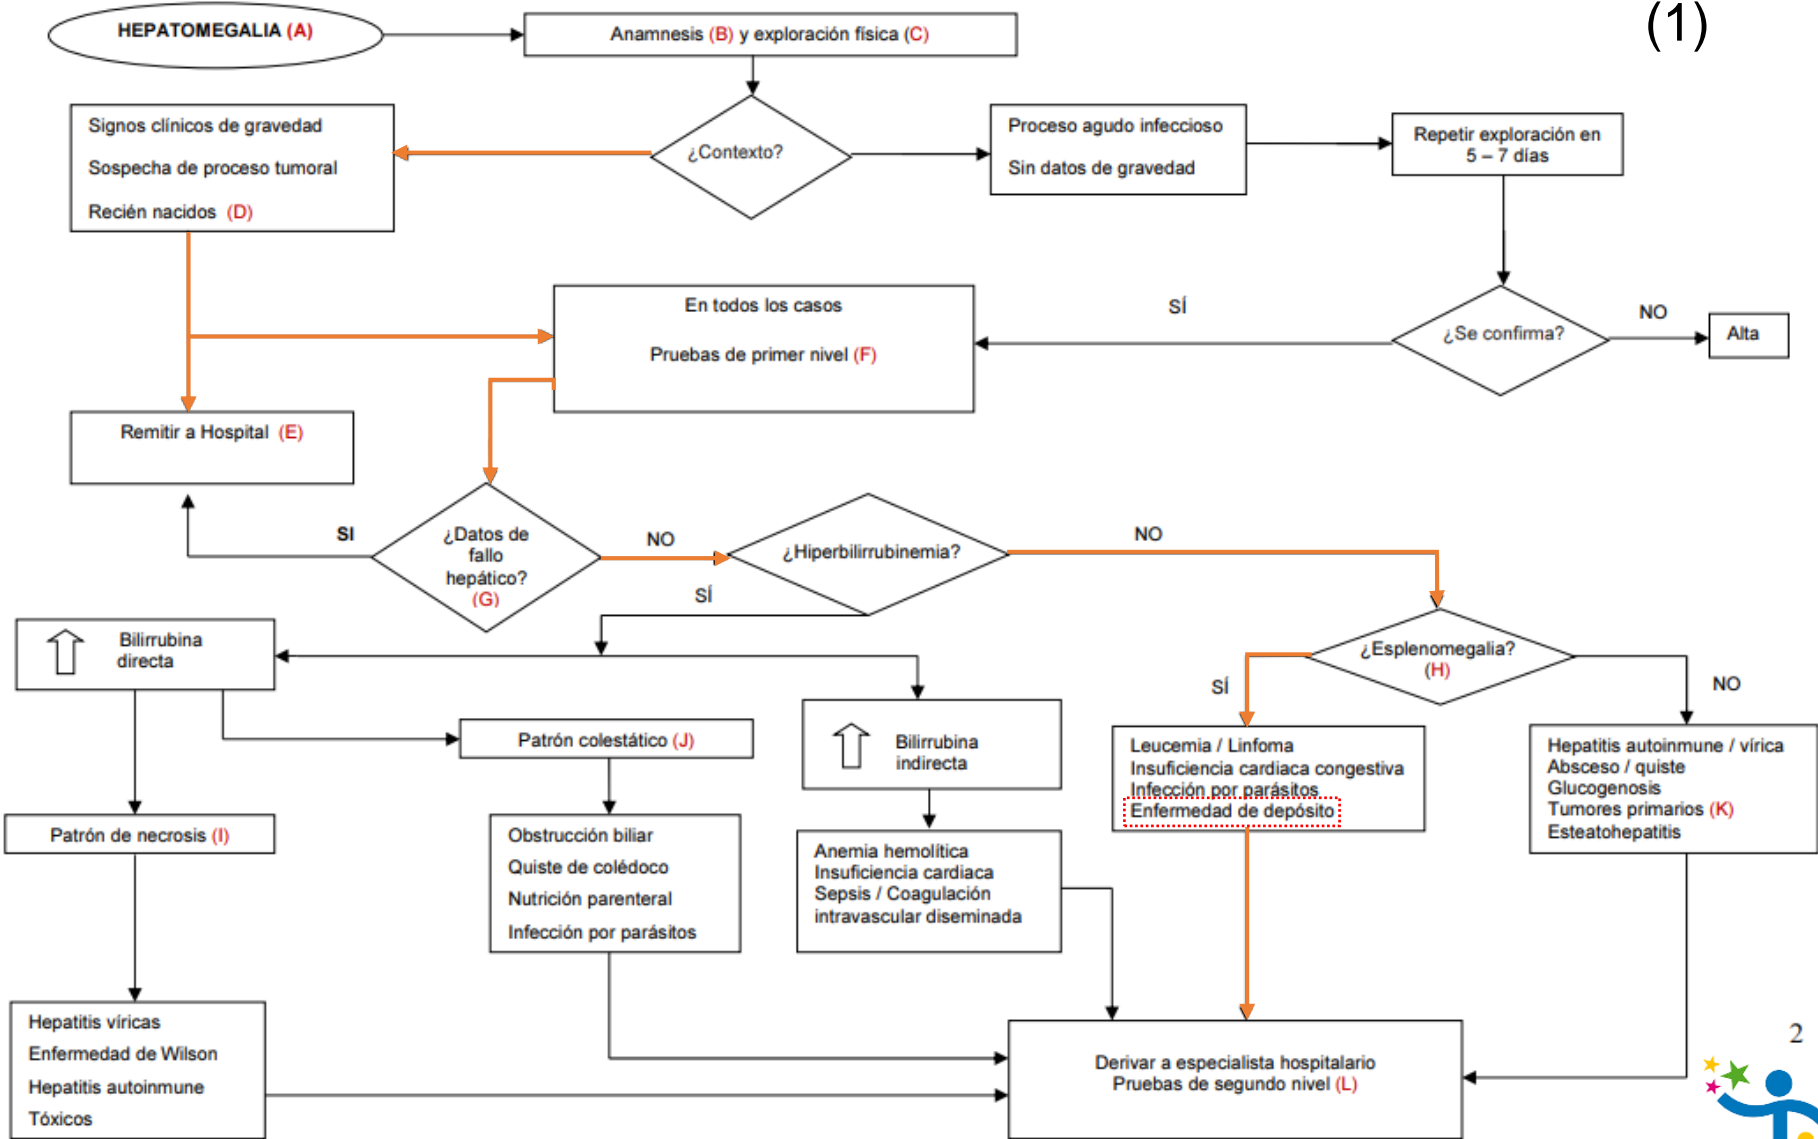 (1)
HEPATOMEGALIA (A)
Anamnesis (B) y exploración física (C)
Signos clínicos de gravedad
Sospecha de proceso tumoral
Recién nacidos (D)
¿Contexto?
Proceso agudo infeccioso
Sin datos de gravedad
Repetir exploración en
5 – 7 días
En todos los casos
Pruebas de primer nivel (F)
SÍ
¿Se confirma?
NO
Alta
Remitir a Hospital (E)
SI
¿Datos de
fallo
hepático?
(G)
NO
¿Hiperbilirrubinemia?
NO
SÍ
Bilirrubina
directa
¿Esplenomegalia?
(H)
SÍ
NO
Patrón colestático (J)
Bilirrubina
indirecta
Leucemia / Linfoma
Insuficiencia cardiaca congestiva
Infección por parásitos
Enfermedad de depósito
Hepatitis autoinmune / vírica
Absceso / quiste
Glucogenosis
Tumores primarios (K)
Esteatohepatitis
Patrón de necrosis (I)
Obstrucción biliar
Quiste de colédoco
Nutrición parenteral
Infección por parásitos
Anemia hemolítica
Insuficiencia cardiaca
Sepsis / Coagulación
intravascular diseminada
Hepatitis víricas
Enfermedad de Wilson
Hepatitis autoinmune
Tóxicos
Derivar a especialista hospitalario
Pruebas de segundo nivel (L)
2